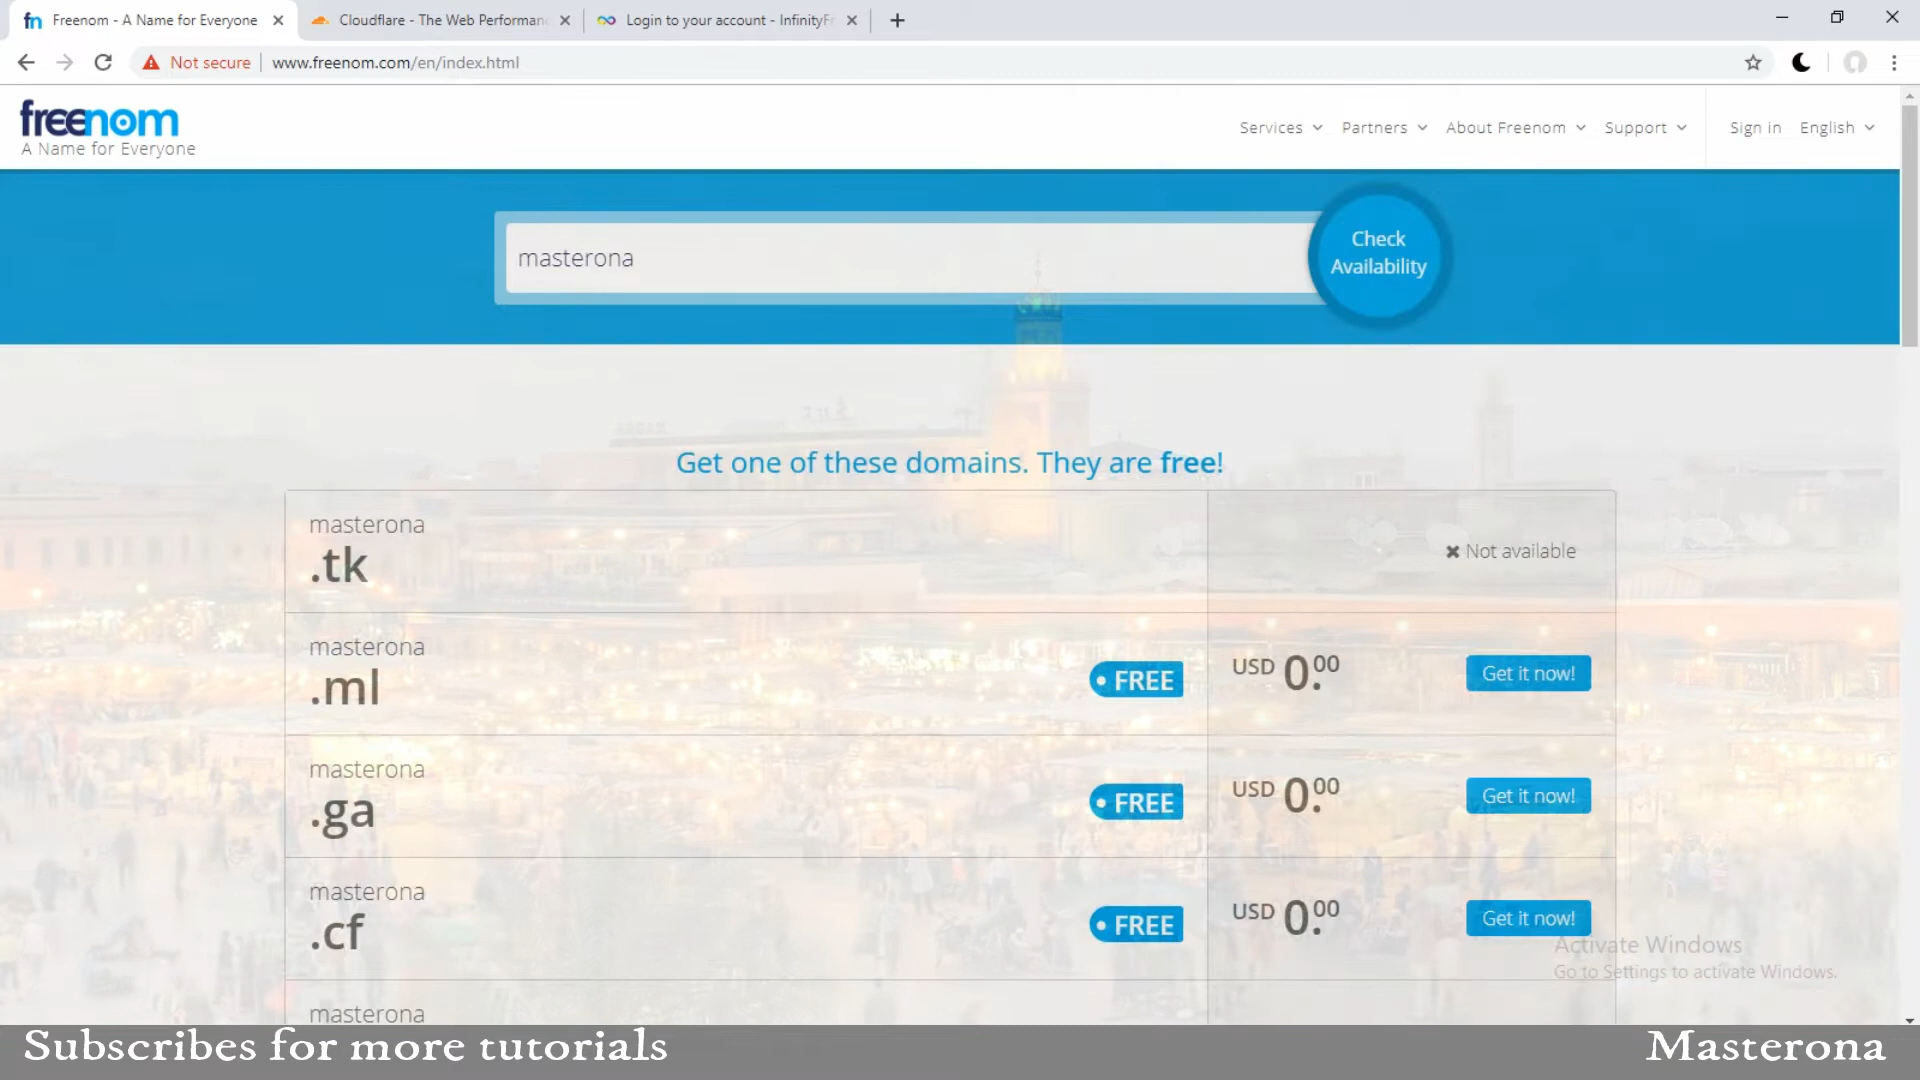 Freenom - A Name for Everyone
Cloudflare - The Web Performan
Login to your account - InfinityFr
Not secure
www.freenom.com/en/index.html
freenom
A Name for Everyone
Services
Partners
About Freenom
Support
Sign in
English
masterona
Check
Availability
Get one of these domains. They are free!
masterona
.tk
Not available
masterona
.ml
FREE
USD 0.00
Get it now!
masterona
.ga
FREE
USD 0.00
Get it now!
masterona
.cf
FREE
USD 0.00
Get it now!
Activate Windows
Go to Settings to activate Windows.
masterona
Subscribes for more tutorials
Masterona